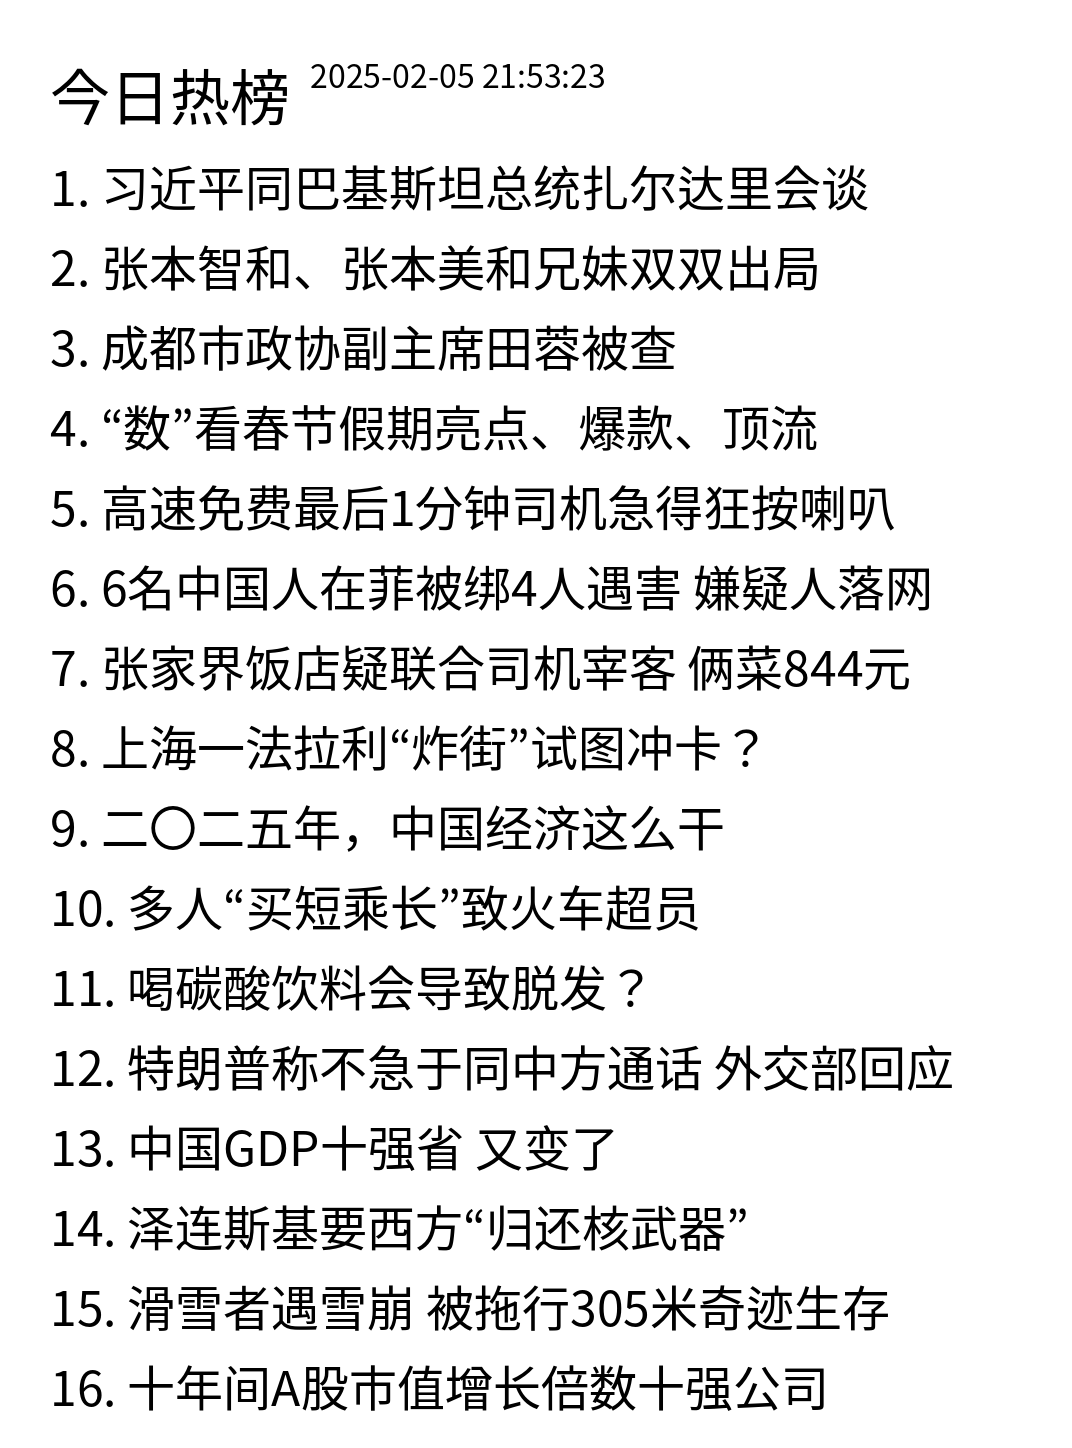 今日热榜 2025-02-05 21:53:23
1. 习近平同巴基斯坦总统扎尔达里会谈
2. 张本智和、张本美和兄妹双双出局
3. 成都市政协副主席田蓉被查
4. “数”看春节假期亮点、爆款、顶流
5. 高速免费最后1分钟司机急得狂按喇叭
6. 6名中国人在菲被绑4人遇害 嫌疑人落网
7. 张家界饭店疑联合司机宰客 俩菜844元
8. 上海一法拉利“炸街”试图冲卡？
9. 二〇二五年，中国经济这么干
10. 多人“买短乘长”致火车超员
11. 喝碳酸饮料会导致脱发？
12. 特朗普称不急于同中方通话 外交部回应
13. 中国GDP十强省 又变了
14. 泽连斯基要西方“归还核武器”
15. 滑雪者遇雪崩 被拖行305米奇迹生存
16. 十年间A股市值增长倍数十强公司